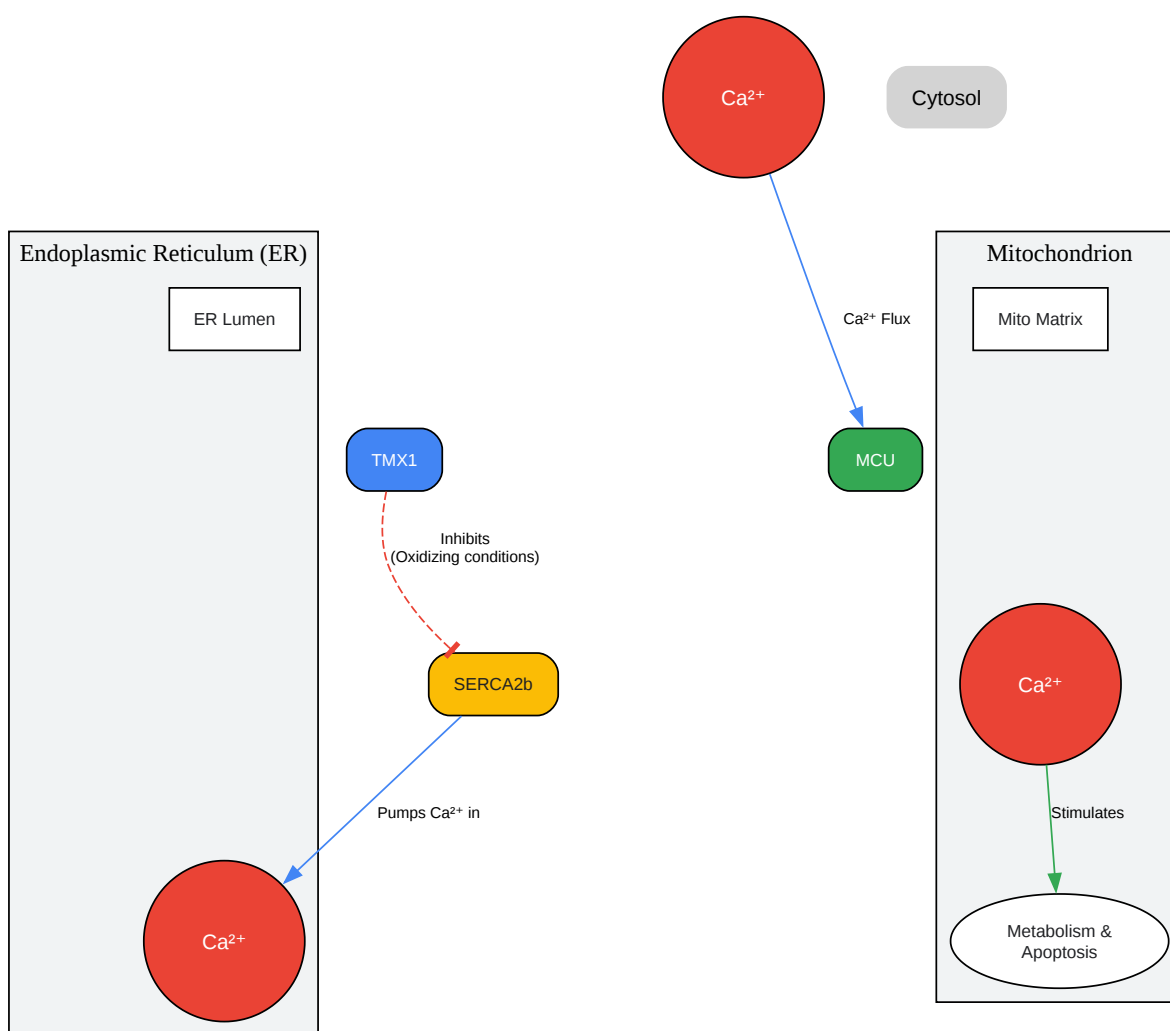 Ca²⁺
Cytosol
Endoplasmic Reticulum (ER)
Mitochondrion
ER Lumen
Mito Matrix
Ca²⁺ Flux
TMX1
MCU
Inhibits
(Oxidizing conditions)
SERCA2b
Ca²⁺
Pumps Ca²⁺ in
Stimulates
Ca²⁺
Metabolism &
Apoptosis